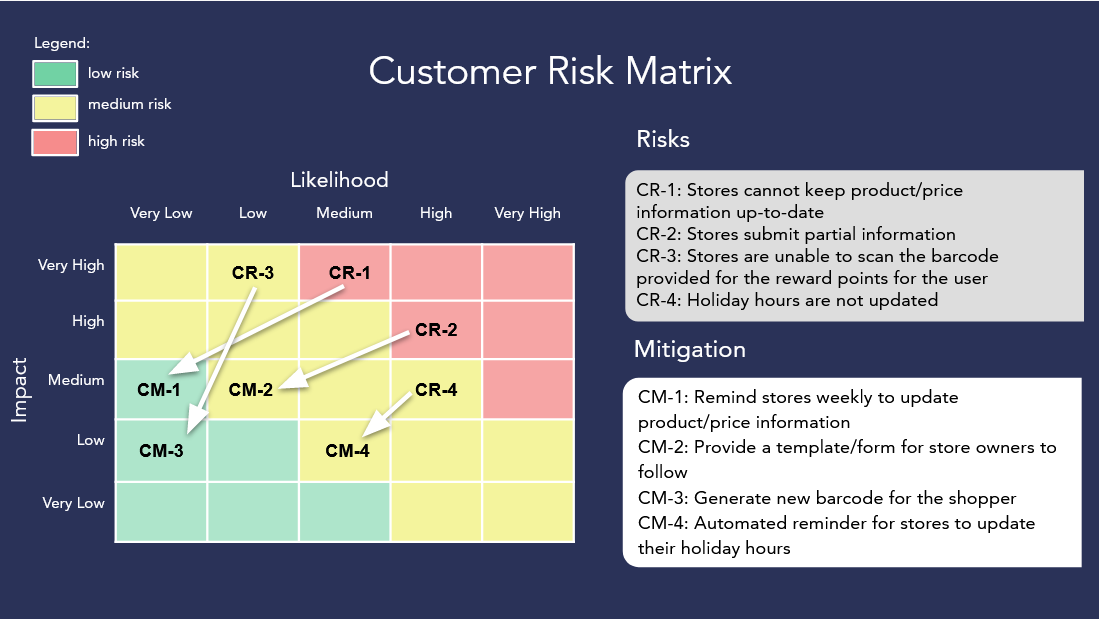 Legend:
low risk
medium risk
high risk
Customer Risk Matrix
Likelihood
Very Low Low Medium High Very High
Impact
Very High CR-3 CR-1
High CR-2
Medium CM-1 CM-2 CR-4
Low CM-3 CM-4
Very Low
Risks
CR-1: Stores cannot keep product/price
information up-to-date
CR-2: Stores submit partial information
CR-3: Stores are unable to scan the barcode
provided for the reward points for the user
CR-4: Holiday hours are not updated
Mitigation
CM-1: Remind stores weekly to update
product/price information
CM-2: Provide a template/form for store owners to
follow
CM-3: Generate new barcode for the shopper
CM-4: Automated reminder for stores to update
their holiday hours